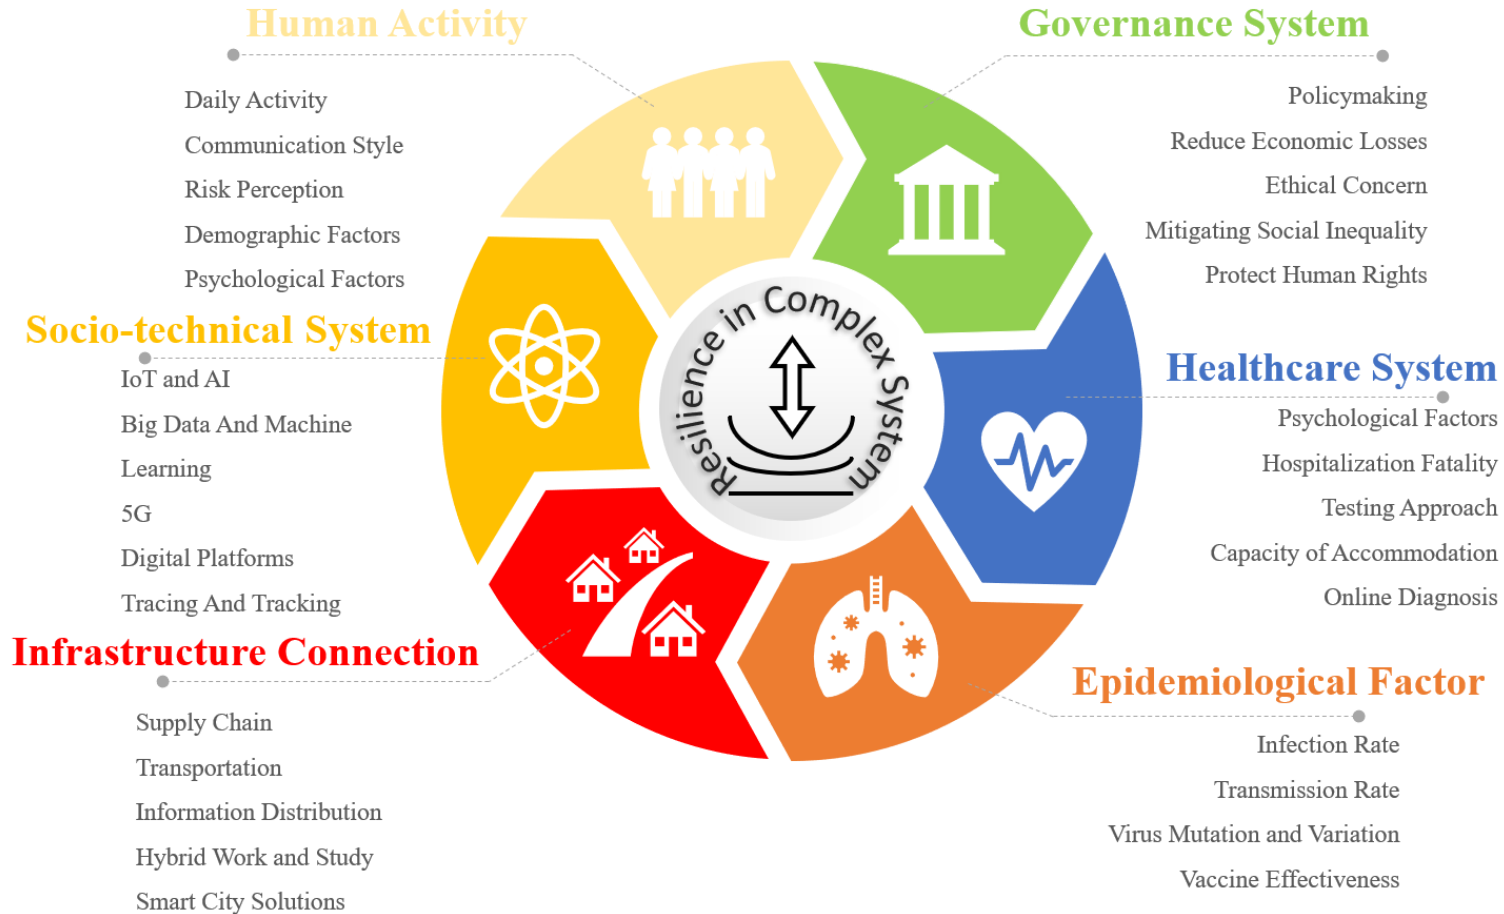 Human Activity
Daily Activity
Communication Style
Risk Perception
Demographic Factors
Psychological Factors
Socio-technical System
IoT and AI
Big Data And Machine
Learning
5G
Digital Platforms
Tracing And Tracking
Infrastructure Connection
Supply Chain
Transportation
Information Distribution
Hybrid Work and Study
Smart City Solutions
Resilience in Complex System
Governance System
Policymaking
Reduce Economic Losses
Ethical Concern
Mitigating Social Inequality
Protect Human Rights
Healthcare System
Psychological Factors
Hospitalization Fatality
Testing Approach
Capacity of Accommodation
Online Diagnosis
Epidemiological Factor
Infection Rate
Transmission Rate
Virus Mutation and Variation
Vaccine Effectiveness